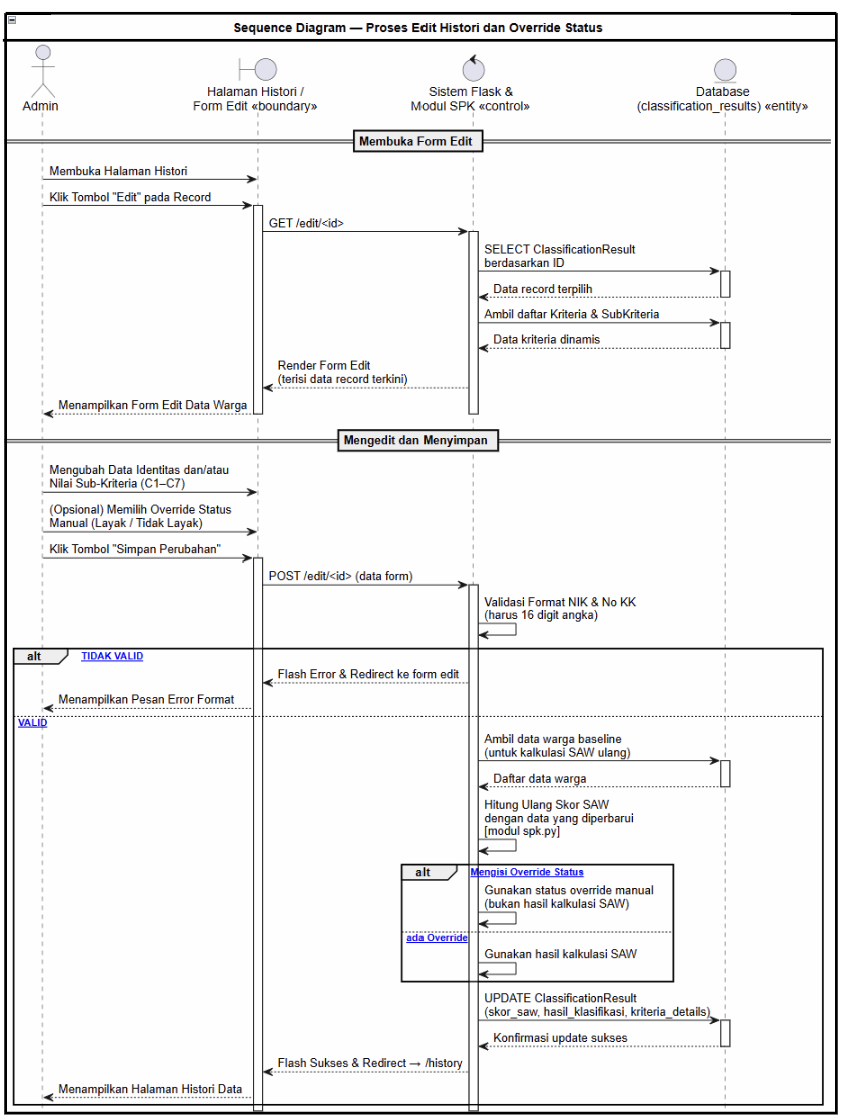 Sequence Diagram — Proses Edit Histori dan Override Status
Admin
Halaman Histori /
Form Edit «boundary»
Sistem Flask &
Modul SPK «control»
Database
(classification_results) «entity»
Membuka Form Edit
Membuka Halaman Histori
Klik Tombol "Edit" pada Record
GET /edit/<id>
SELECT ClassificationResult
berdasarkan ID
Data record terpilih
Ambil daftar Kriteria & SubKriteria
Data kriteria dinamis
Render Form Edit
(terisi data record terkini)
Menampilkan Form Edit Data Warga
Mengedit dan Menyimpan
Mengubah Data Identitas dan/atau
Nilai Sub-Kriteria (C1–C7)
(Opsional) Memilih Override Status
Manual (Layak / Tidak Layak)
Klik Tombol "Simpan Perubahan"
POST /edit/<id> (data form)
Validasi Format NIK & No KK
(harus 16 digit angka)
alt TIDAK VALID
Flash Error & Redirect ke form edit
Menampilkan Pesan Error Format
VALID
Ambil data warga baseline
(untuk kalkulasi SAW ulang)
Daftar data warga
Hitung Ulang Skor SAW
dengan data yang diperbarui
[modul spk.py]
alt Mengisi Override Status
Gunakan status override manual
(bukan hasil kalkulasi SAW)
ada Override
Gunakan hasil kalkulasi SAW
UPDATE ClassificationResult
(skor_saw, hasil_klasifikasi, kriteria_details)
Konfirmasi update sukses
Flash Sukses & Redirect → /history
Menampilkan Halaman Histori Data